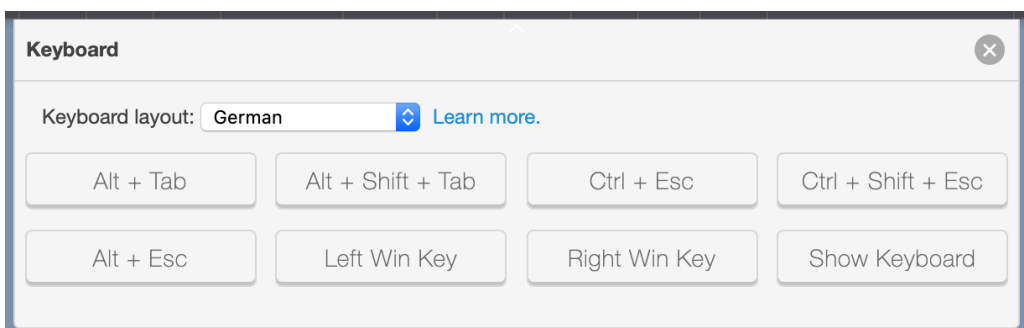 Keyboard
Keyboard layout: German Learn more.
Alt + Tab Alt + Shift + Tab Ctrl + Esc Ctrl + Shift + Esc
Alt + Esc Left Win Key Right Win Key Show Keyboard